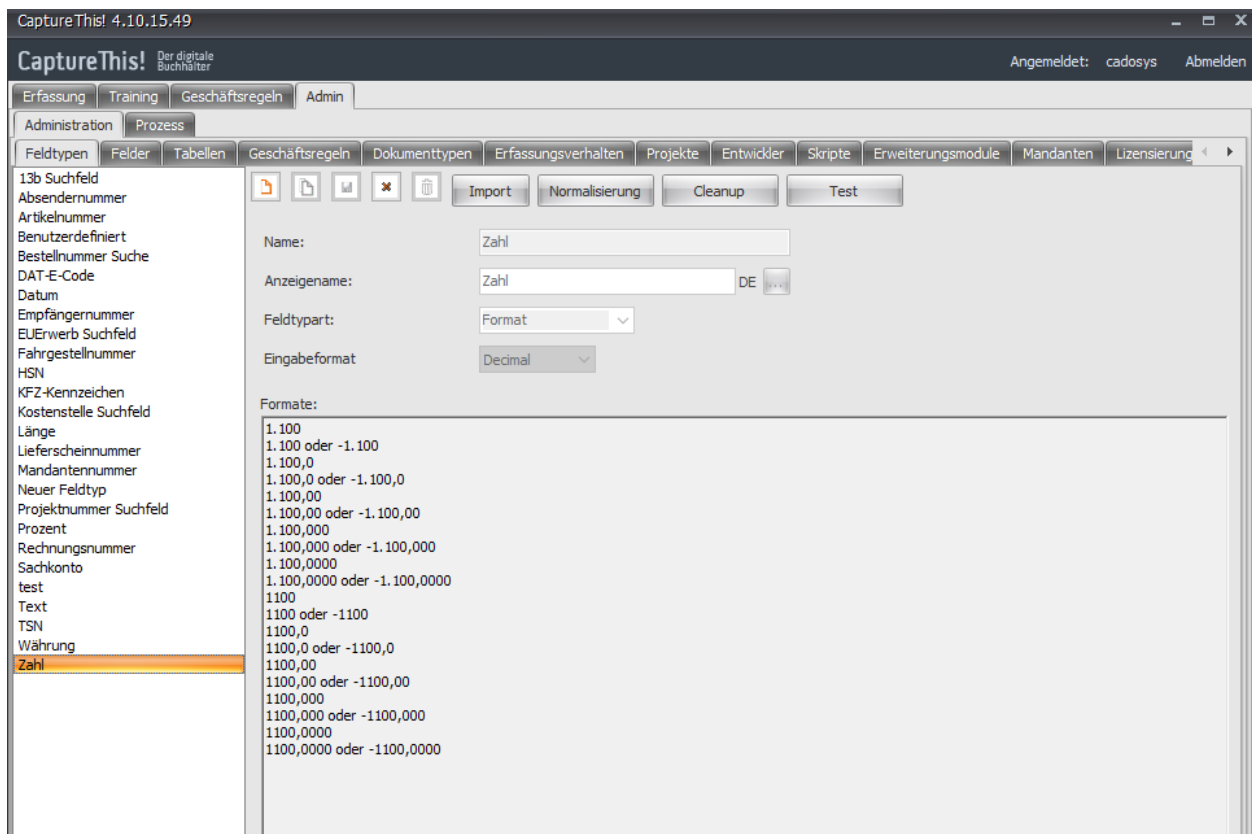 CaptureThis! 4.10.15.49
CaptureThis! Der digitale Buchhalter
Angemeldet: cadosys Abmelden
Erfassung Training Geschäftsregeln Admin
Administration Prozess
Feldtypen Felder Tabellen Geschäftsregeln Dokumenttypen Erfassungsverhalten Projekte Entwickler Skripte Erweiterungsmodule Mandanten Lizensierung
13b Suchfeld
Absendernummer
Artikelnummer
Benutzerdefiniert
Bestellnummer Suche
DAT-E-Code
Datum
Empfängernummer
EUErwerb Suchfeld
Fahrgestellnummer
HSN
KFZ-Kennzeichen
Kostenstelle Suchfeld
Länge
Lieferscheinnummer
Mandantennummer
Neuer Feldtyp
Projektnummer Suchfeld
Prozent
Rechnungsnummer
Sachkonto
test
Text
TSN
Währung
Zahl
Import Normalisierung Cleanup Test
Name: Zahl
Anzeigename: Zahl DE ...
Feldtypart: Format
Eingabeformat Decimal
Formate:
1.100
1.100 oder -1.100
1.100,0
1.100,0 oder -1.100,0
1.100,00
1.100,00 oder -1.100,00
1.100,000
1.100,000 oder -1.100,000
1.100,0000
1.100,0000 oder -1.100,0000
1100
1100 oder -1100
1100,0
1100,0 oder -1100,0
1100,00
1100,00 oder -1100,00
1100,000
1100,000 oder -1100,000
1100,0000
1100,0000 oder -1100,0000